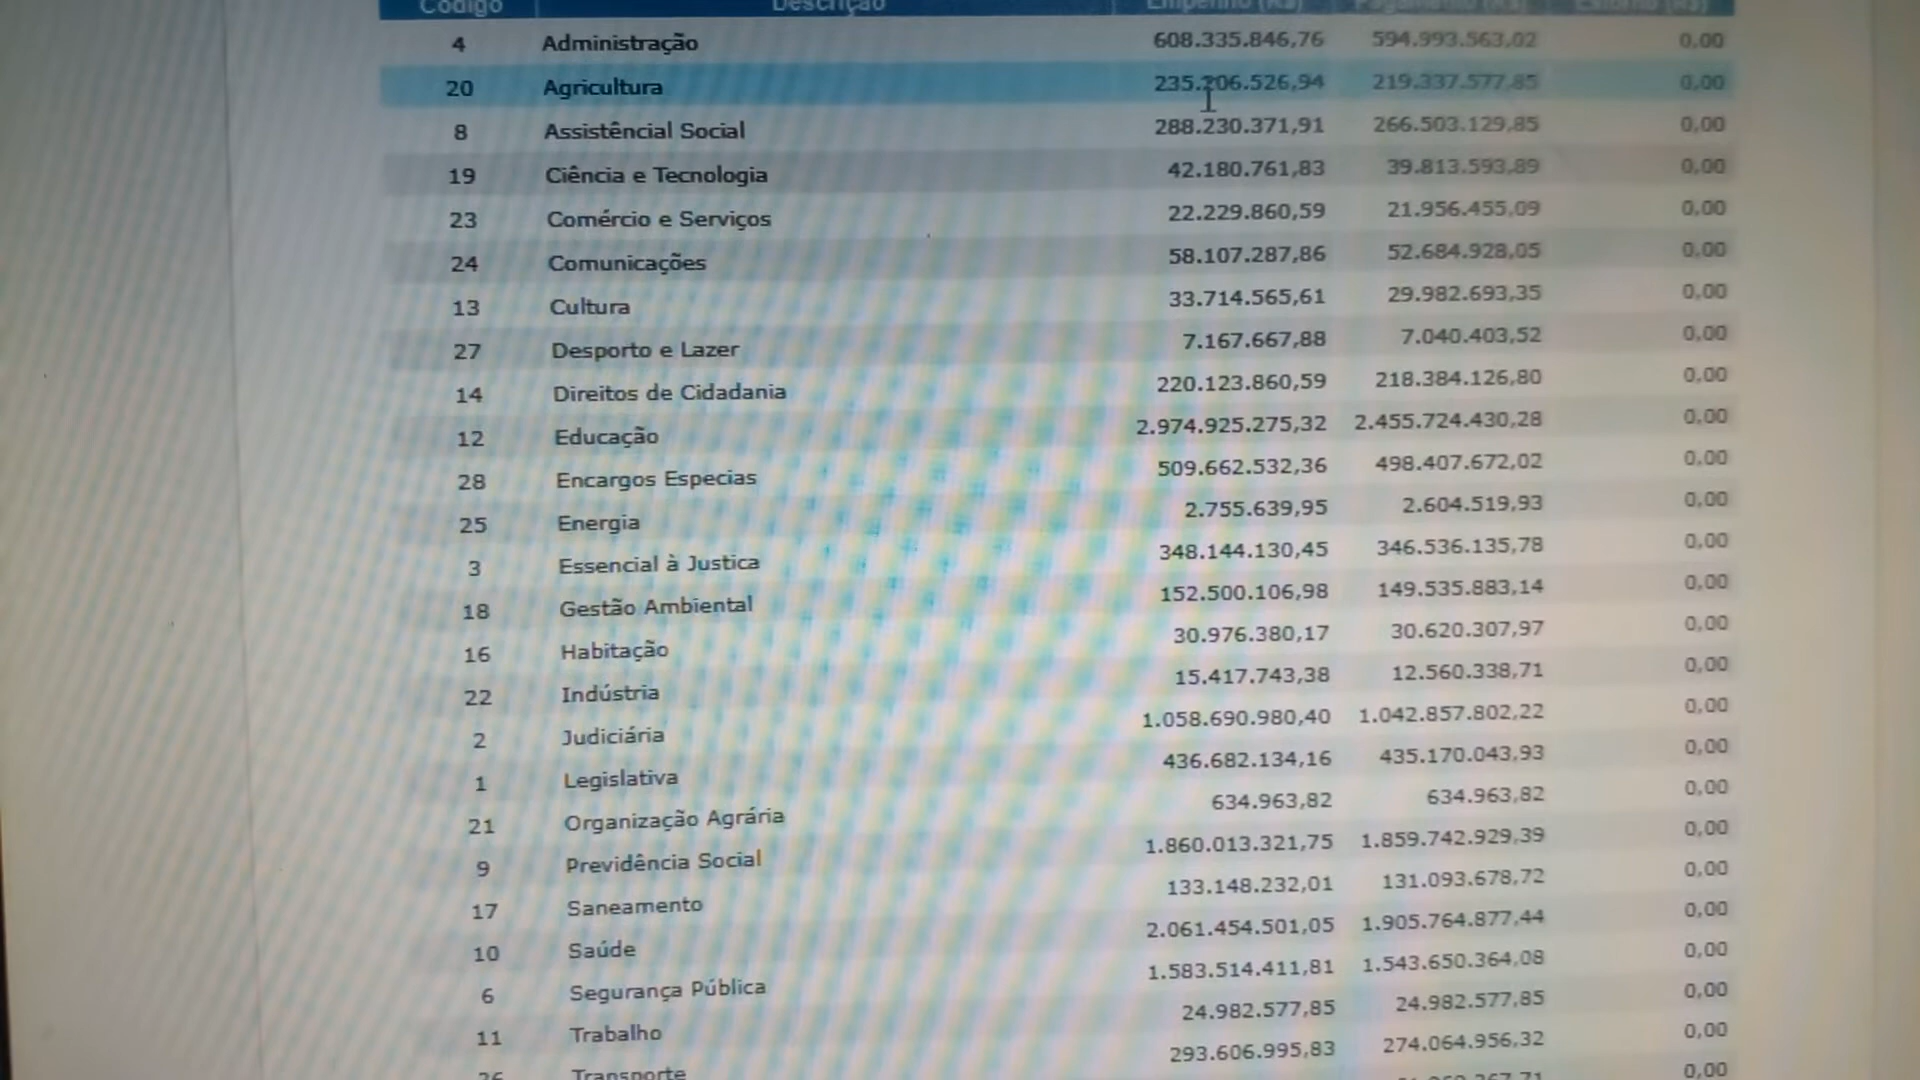 Código Descrição Empenho (R$) Pagamento (R$) Estorno (R$)
4 Administração 608.335.846,76 594.993.563,02 0,00
20 Agricultura 235.206.526,94 219.337.577,85 0,00
8 Assistêncial Social 288.230.371,91 266.503.129,85 0,00
19 Ciência e Tecnologia 42.180.761,83 39.813.593,89 0,00
23 Comércio e Serviços 22.229.860,59 21.956.455,09 0,00
24 Comunicações 58.107.287,86 52.684.928,05 0,00
13 Cultura 33.714.565,61 29.982.693,35 0,00
27 Desporto e Lazer 7.167.667,88 7.040.403,52 0,00
14 Direitos de Cidadania 220.123.860,59 218.384.126,80 0,00
12 Educação 2.974.925.275,32 2.455.724.430,28 0,00
28 Encargos Especias 509.662.532,36 498.407.672,02 0,00
25 Energia 2.755.639,95 2.604.519,93 0,00
3 Essencial à Justica 348.144.130,45 346.536.135,78 0,00
18 Gestão Ambiental 152.500.106,98 149.535.883,14 0,00
16 Habitação 30.976.380,17 30.620.307,97 0,00
22 Indústria 15.417.743,38 12.560.338,71 0,00
2 Judiciária 1.058.690.980,40 1.042.857.802,22 0,00
1 Legislativa 436.682.134,16 435.170.043,93 0,00
21 Organização Agrária 634.963,82 634.963,82 0,00
9 Previdência Social 1.860.013.321,75 1.859.742.929,39 0,00
17 Saneamento 133.148.232,01 131.093.678,72 0,00
10 Saúde 2.061.454.501,05 1.905.764.877,44 0,00
6 Segurança Pública 1.583.514.411,81 1.543.650.364,08 0,00
11 Trabalho 24.982.577,85 24.982.577,85 0,00
26 Transporte 293.606.995,83 274.064.956,32 0,00
0,00